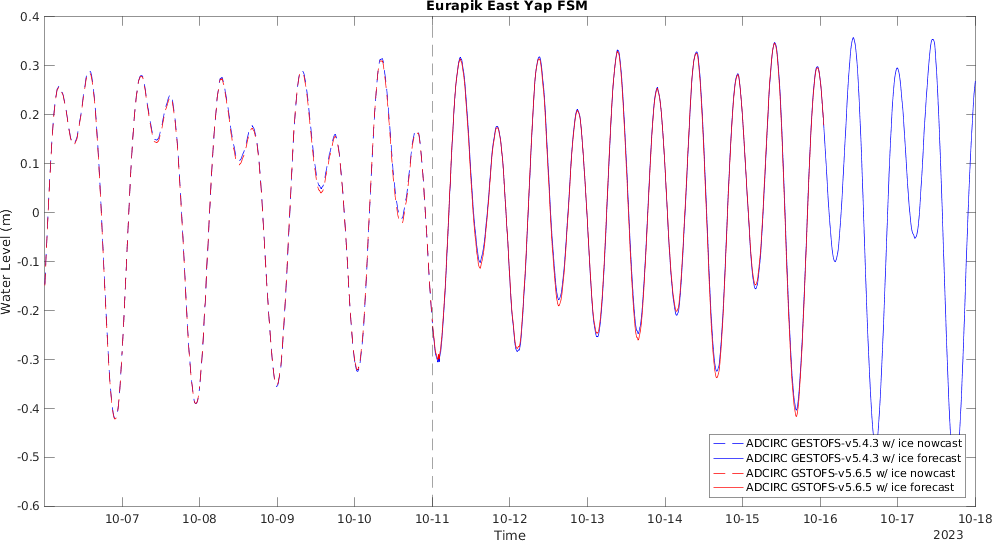 Eurapik East Yap FSM
0.4
0.3
0.2
0.1
0
-0.1
-0.2
-0.3
-0.4
-0.5
-0.6
Water Level (m)
ADCIRC GESTOFS-v5.4.3 w/ ice nowcast
ADCIRC GESTOFS-v5.4.3 w/ ice forecast
ADCIRC GSTOFS-v5.6.5 w/ ice nowcast
ADCIRC GSTOFS-v5.6.5 w/ ice forecast
10-07 10-08 10-09 10-10 10-11 10-12 10-13 10-14 10-15 10-16 10-17 10-18
Time
2023